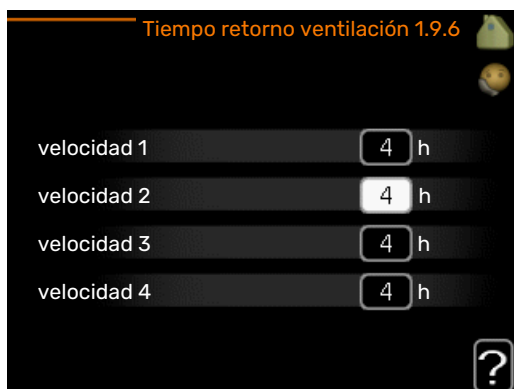 Tiempo retorno ventilación 1.9.6
velocidad 1 4 h
velocidad 2 4 h
velocidad 3 4 h
velocidad 4 4 h
?